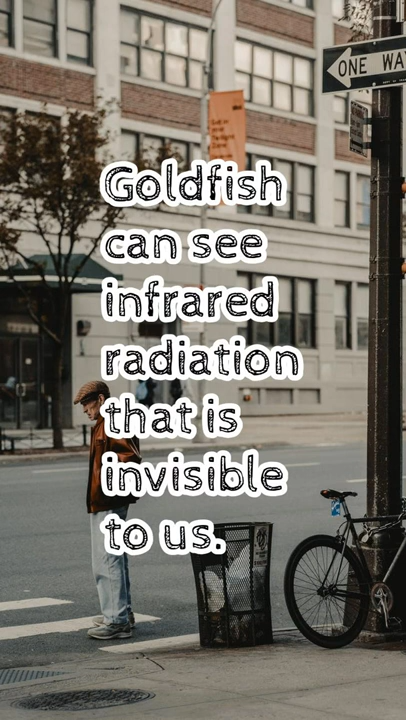 ONE WAY
Goldfish
can see
infrared
radiation
that is
invisible
to us.